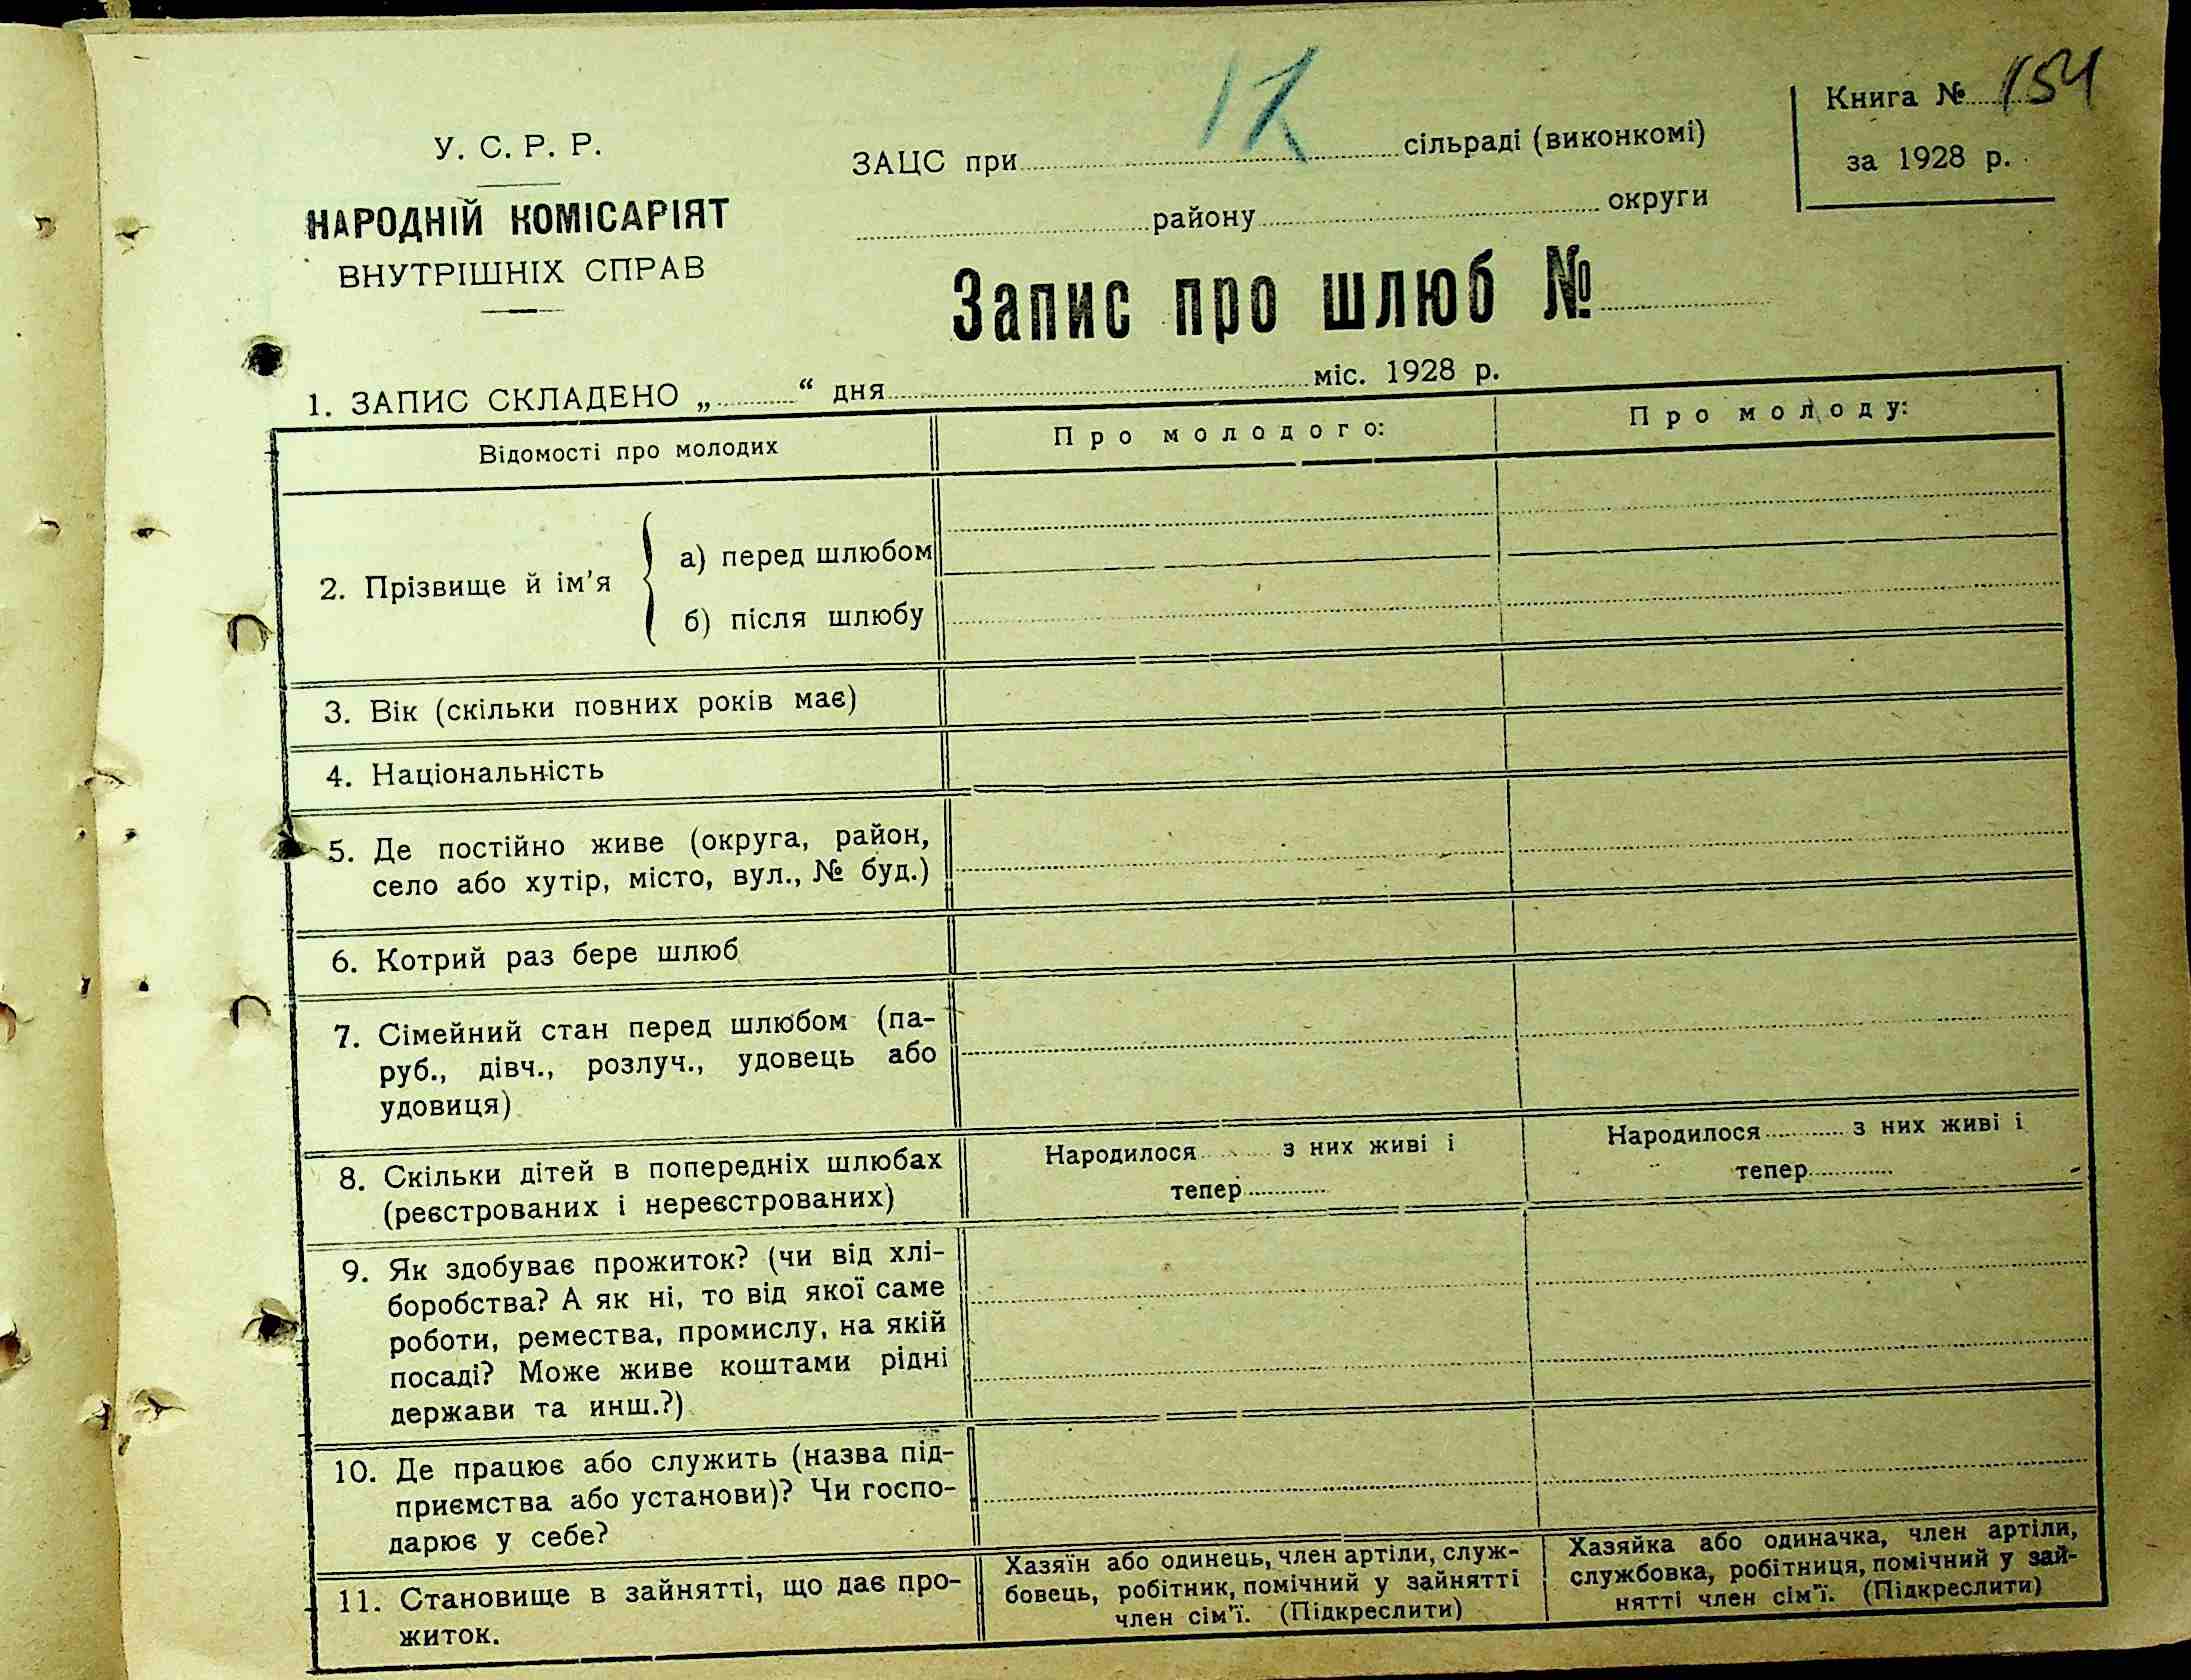 154
Книга №
за 1928 р.
У. С. Р. Р.
НАРОДНІЙ КОМІСАРІЯТ
ВНУТРІШНІХ СПРАВ
ЗАЦС при сільраді (виконкомі)
району округи
Запис про шлюб №
1. ЗАПИС СКЛАДЕНО „ “ дня міс. 1928 р.
Відомості про молодих
Про молодого:
Про молоду:
2. Прізвище й ім'я
а) перед шлюбом
б) після шлюбу
3. Вік (скільки повних років має)
4. Національність
5. Де постійно живе (округа, район,
село або хутір, місто, вул., № буд.)
6. Котрий раз бере шлюб
7. Сімейний стан перед шлюбом (па-
руб., дівч., розлуч., удовець або
удовиця)
8. Скільки дітей в попередніх шлюбах
(реєстрованих і нереєстрованих)
Народилося з них живі і
тепер
Народилося з них живі і
тепер
9. Як здобуває прожиток? (чи від хлі-
боробства? А як ні, то від якої саме
роботи, ремества, промислу, на якій
посаді? Може живе коштами рідні
держави та инш.?)
10. Де працює або служить (назва під-
приємства або установи)? Чи госпо-
дарює у себе?
11. Становище в зайнятті, що дає про-
житок.
Хазяїн або одинець, член артіли, служ-
бовець, робітник, помічний у зайнятті
член сім'ї. (Підкреслити)
Хазяйка або одиначка, член артіли,
службовка, робітниця, помічний у зай-
нятті член сім'ї. (Підкреслити)